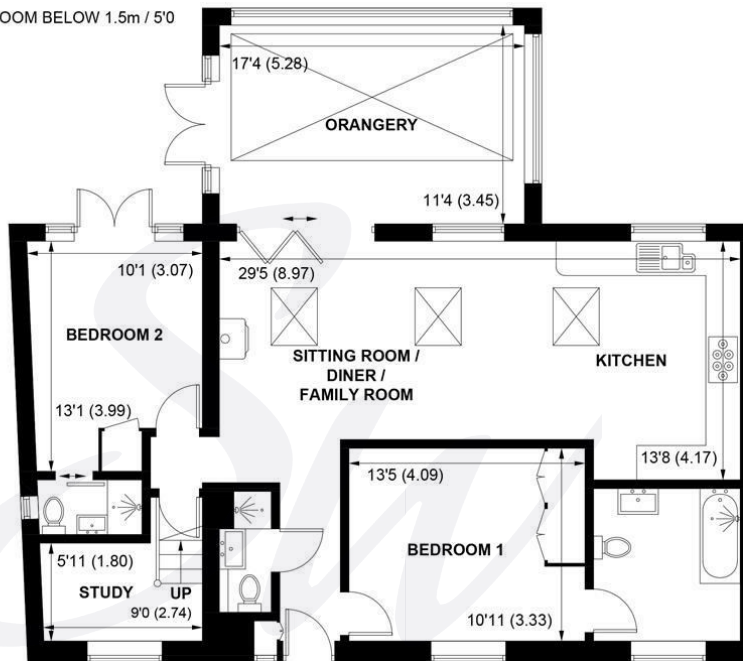 OOM BELOW 1.5m / 5'0
17'4 (5.28)
ORANGERY
11'4 (3.45)
10'1 (3.07)
29'5 (8.97)
BEDROOM 2
SITTING ROOM /
DINER /
FAMILY ROOM
KITCHEN
13'1 (3.99)
13'5 (4.09)
13'8 (4.17)
5'11 (1.80)
BEDROOM 1
STUDY
UP
9'0 (2.74)
10'11 (3.33)